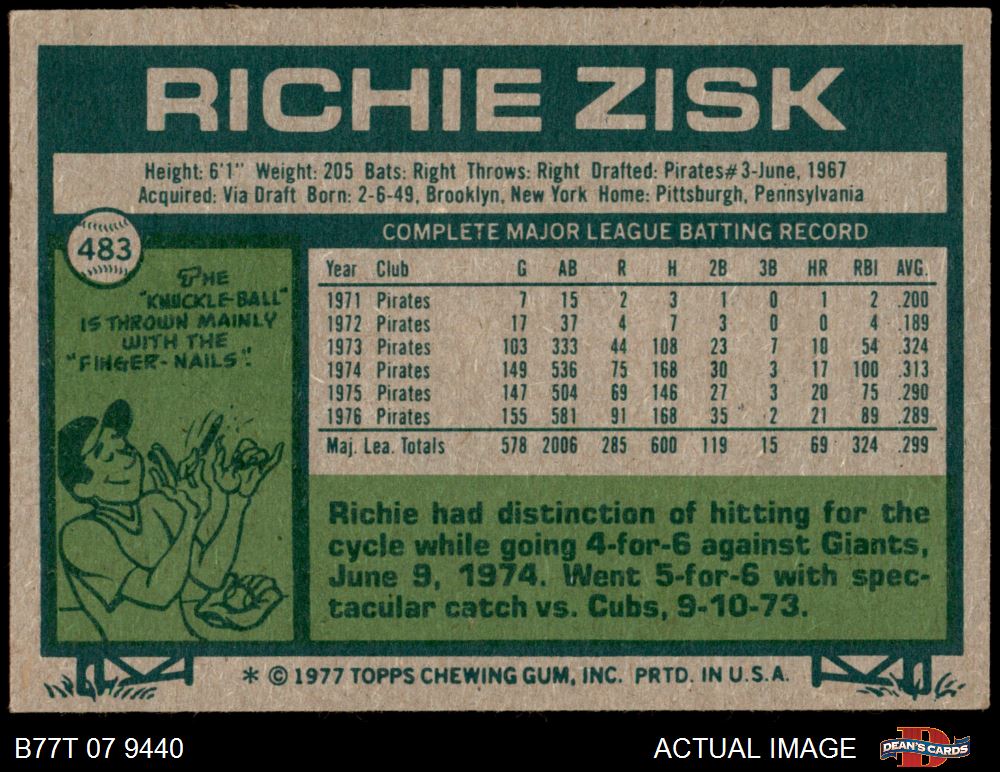 RICHIE ZISK
Height: 6'1" Weight: 205 Bats: Right Throws: Right Drafted: Pirates#3-June, 1967
Acquired: Via Draft Born: 2-6-49, Brooklyn, New York Home: Pittsburgh, Pennsylvania
483
THE
"KNUCKLE-BALL"
IS THROWN MAINLY
WITH THE
"FINGER-NAILS".
COMPLETE MAJOR LEAGUE BATTING RECORD
Year Club G AB R H 2B 3B HR RBI AVG.
1971 Pirates 7 15 2 3 1 0 1 2 .200
1972 Pirates 17 37 4 7 3 0 0 4 .189
1973 Pirates 103 333 44 108 23 7 10 54 .324
1974 Pirates 149 536 75 168 30 3 17 100 .313
1975 Pirates 147 504 69 146 27 3 20 75 .290
1976 Pirates 155 581 91 168 35 2 21 89 .289
Maj. Lea. Totals 578 2006 285 600 119 15 69 324 .299
Richie had distinction of hitting for the
cycle while going 4-for-6 against Giants,
June 9, 1974. Went 5-for-6 with spec-
tacular catch vs. Cubs, 9-10-73.
* © 1977 TOPPS CHEWING GUM, INC. PRTD. IN U.S.A.
B77T 07 9440
ACTUAL IMAGE
D
DEAN'S CARDS